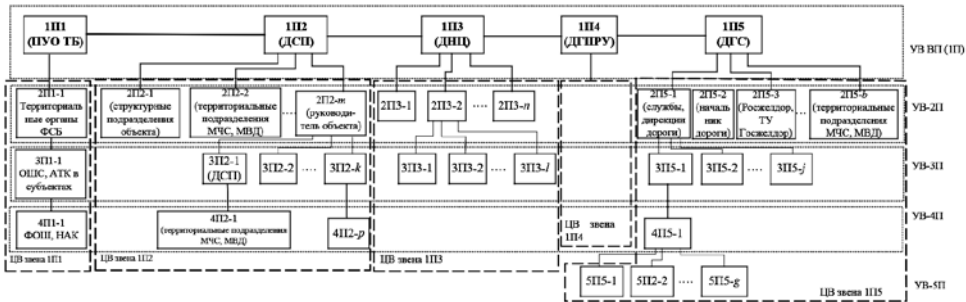 1П1
(ПУО ТБ)
1П2
(ДСП)
1П3
(ДНЦ)
1П4
(ДГПРУ)
1П5
(ДГС)
УВ ВП (1П)
2П1-1
Территориаль
ные органы
ФСБ
2П2-1
(структурные
подразделения
объекта)
2П2-2
(территориальные
подразделения
МЧС, МВД)
....
2П2-m
(руководи-
тель объекта)
2П3-1
2П3-2
....
2П3-n
2П5-1
(службы,
дирекции
дороги)
2П5-2
(началь
ник
дороги)
2П5-3
(Росжелдор,
ТУ
Госжелдор)
....
2П5-b
(территориальные
подразделения
МЧС, МВД)
УВ-2П
3П1-1
ОШС, АТК в
субъектах
3П2-1
(ДСП)
3П2-2
....
3П2-k
3П3-1
3П3-2
....
3П3-l
3П5-1
3П5-2
....
3П5-j
УВ-3П
4П1-1
ФОШ, НАК
4П2-1
(территориальные подразделения
МЧС, МВД)
4П2-p
ЦВ звена
1П4
4П5-1
УВ-4П
ЦВ звена 1П1
ЦВ звена 1П2
ЦВ звена 1П3
5П5-1
5П2-2
....
5П5-g
ЦВ звена 1П5
УВ-5П